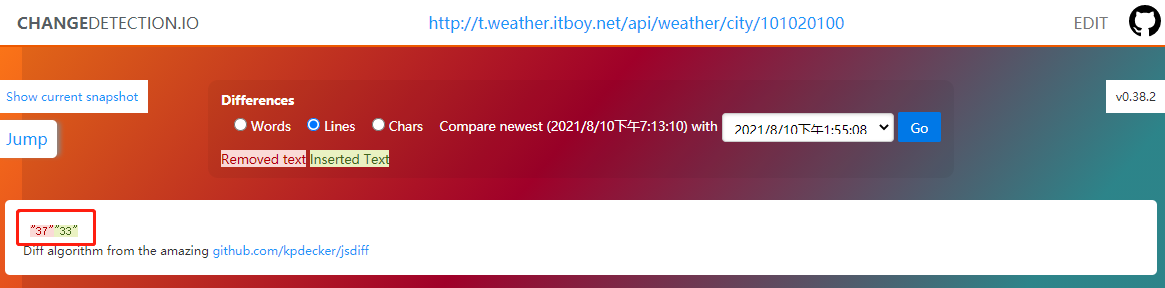 CHANGEDETECTION.IO http://t.weather.itboy.net/api/weather/city/101020100 EDIT
Show current snapshot
Jump
Differences
Words Lines Chars Compare newest (2021/8/10下午7:13:10) with 2021/8/10下午1:55:08 Go
Removed text Inserted Text
v0.38.2
"37""33"
Diff algorithm from the amazing github.com/kpdecker/jsdiff